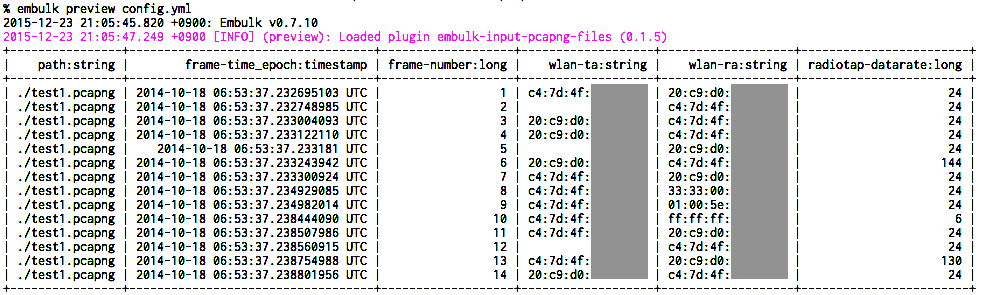 % embulk preview config.yml
2015-12-23 21:05:45.820 +0900: Embulk v0.7.10
2015-12-23 21:05:47.249 +0900 [INFO] (preview): Loaded plugin embulk-input-pcapng-files (0.1.5)
| path:string | frame-time_epoch:timestamp | frame-number:long | wlan-ta:string | wlan-ra:string | radiotap-datarate:long |
| ./test1.pcapng | 2014-10-18 06:53:37.232695103 UTC | 1 | c4:7d:4f: | 20:c9:d0: | 24 |
| ./test1.pcapng | 2014-10-18 06:53:37.232748985 UTC | 2 | | c4:7d:4f: | 24 |
| ./test1.pcapng | 2014-10-18 06:53:37.233004093 UTC | 3 | 20:c9:d0: | c4:7d:4f: | 24 |
| ./test1.pcapng | 2014-10-18 06:53:37.233122110 UTC | 4 | 20:c9:d0: | c4:7d:4f: | 24 |
| ./test1.pcapng | 2014-10-18 06:53:37.233181 UTC | 5 | | 20:c9:d0: | 24 |
| ./test1.pcapng | 2014-10-18 06:53:37.233243942 UTC | 6 | 20:c9:d0: | c4:7d:4f: | 144 |
| ./test1.pcapng | 2014-10-18 06:53:37.233300924 UTC | 7 | c4:7d:4f: | 20:c9:d0: | 24 |
| ./test1.pcapng | 2014-10-18 06:53:37.234929085 UTC | 8 | c4:7d:4f: | 33:33:00: | 24 |
| ./test1.pcapng | 2014-10-18 06:53:37.234982014 UTC | 9 | c4:7d:4f: | 01:00:5e: | 24 |
| ./test1.pcapng | 2014-10-18 06:53:37.238444090 UTC | 10 | c4:7d:4f: | ff:ff:ff: | 6 |
| ./test1.pcapng | 2014-10-18 06:53:37.238507986 UTC | 11 | c4:7d:4f: | 20:c9:d0: | 24 |
| ./test1.pcapng | 2014-10-18 06:53:37.238560915 UTC | 12 | | c4:7d:4f: | 24 |
| ./test1.pcapng | 2014-10-18 06:53:37.238754988 UTC | 13 | c4:7d:4f: | 20:c9:d0: | 130 |
| ./test1.pcapng | 2014-10-18 06:53:37.238801956 UTC | 14 | 20:c9:d0: | c4:7d:4f: | 24 |